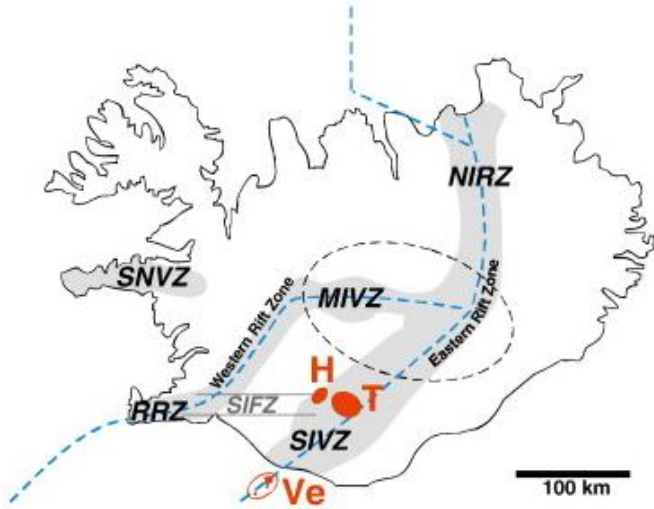 NIRZ
SNVZ
MIVZ
Western Rift Zone
Eastern Rift Zone
H
T
RRZ
SIFZ
SIVZ
Ve
100 km